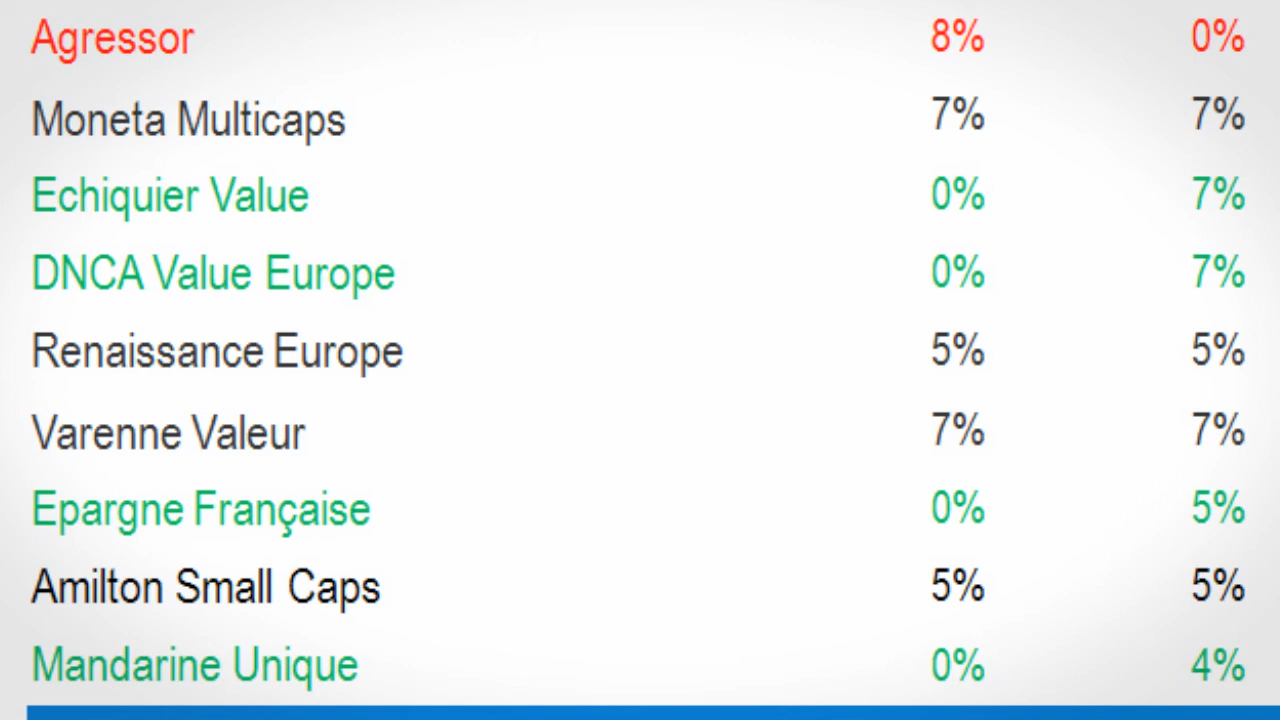 Agressor 8% 0%
Moneta Multicaps 7% 7%
Echiquier Value 0% 7%
DNCA Value Europe 0% 7%
Renaissance Europe 5% 5%
Varenne Valeur 7% 7%
Epargne Française 0% 5%
Amilton Small Caps 5% 5%
Mandarine Unique 0% 4%